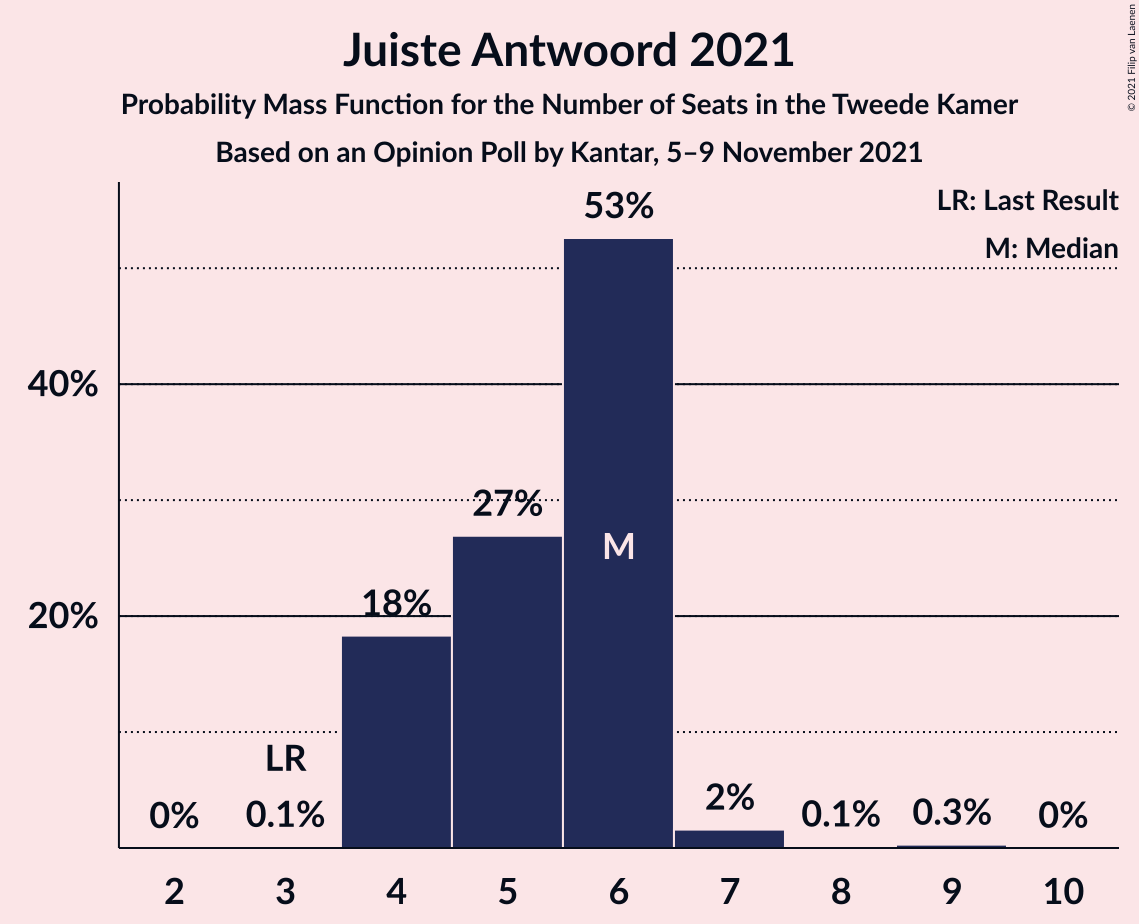 Juiste Antwoord 2021
Probability Mass Function for the Number of Seats in the Tweede Kamer
Based on an Opinion Poll by Kantar, 5–9 November 2021
© 2021 Filip van Laenen
LR: Last Result
M: Median
53%
40%
27%
M
20%
18%
LR
0%
0.1%
2%
0.1%
0.3%
0%
2 3 4 5 6 7 8 9 10